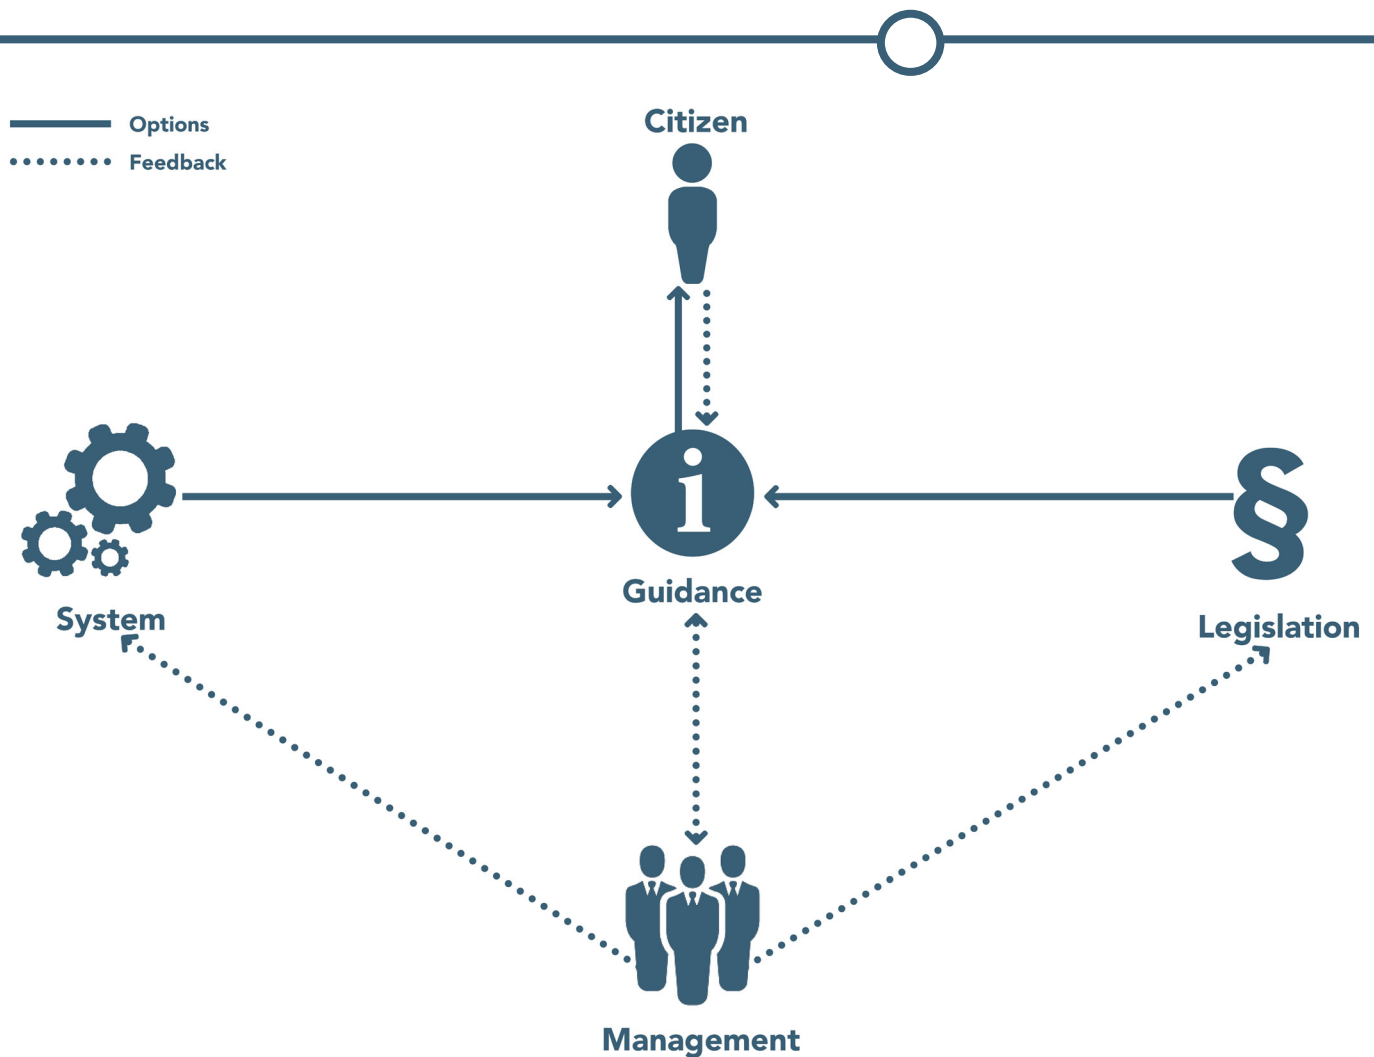 Options
Feedback
Citizen
Guidance
System
Legislation
Management